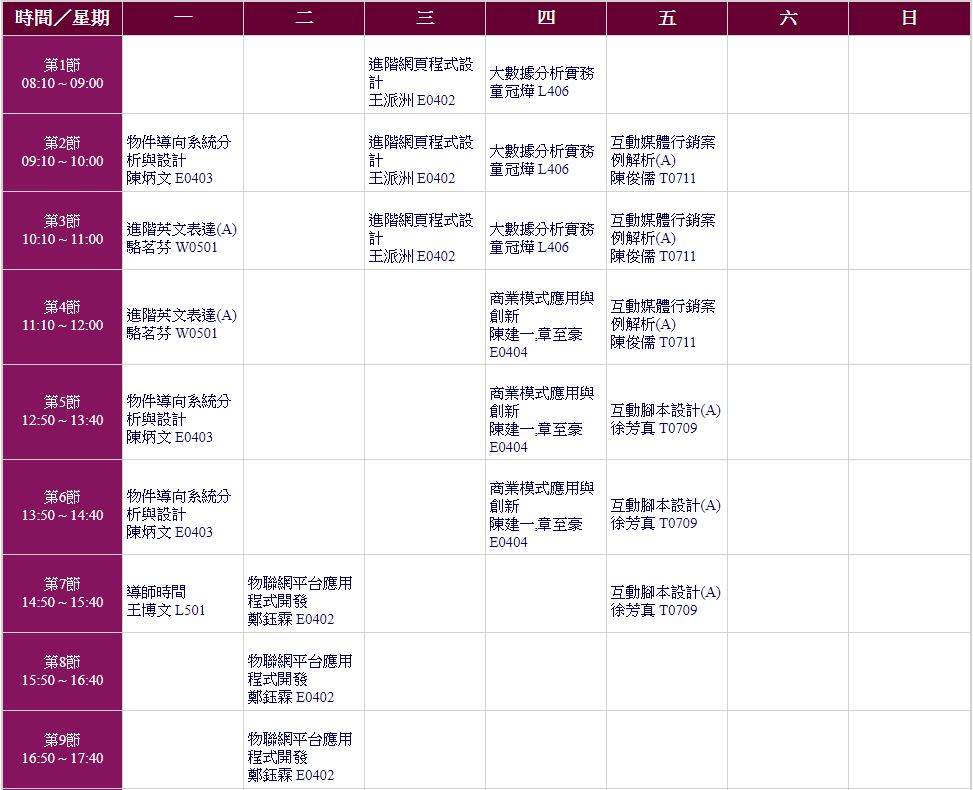 時間／星期 一 二 三 四 五 六 日
第1節
08:10～09:00
進階網頁程式設
計
王派洲 E0402
大數據分析實務
童冠燁 L406
第2節
09:10～10:00
物件導向系統分
析與設計
陳炳文 E0403
進階網頁程式設
計
王派洲 E0402
大數據分析實務
童冠燁 L406
互動媒體行銷案
例解析(A)
陳俊儒 T0711
第3節
10:10～11:00
進階英文表達(A)
駱茗芬 W0501
進階網頁程式設
計
王派洲 E0402
大數據分析實務
童冠燁 L406
互動媒體行銷案
例解析(A)
陳俊儒 T0711
第4節
11:10～12:00
進階英文表達(A)
駱茗芬 W0501
商業模式應用與
創新
陳建一,章至豪
E0404
互動媒體行銷案
例解析(A)
陳俊儒 T0711
第5節
12:50～13:40
物件導向系統分
析與設計
陳炳文 E0403
商業模式應用與
創新
陳建一,章至豪
E0404
互動腳本設計(A)
徐芳真 T0709
第6節
13:50～14:40
物件導向系統分
析與設計
陳炳文 E0403
商業模式應用與
創新
陳建一,章至豪
E0404
互動腳本設計(A)
徐芳真 T0709
第7節
14:50～15:40
導師時間
王博文 L501
物聯網平台應用
程式開發
鄭鈺霖 E0402
互動腳本設計(A)
徐芳真 T0709
第8節
15:50～16:40
物聯網平台應用
程式開發
鄭鈺霖 E0402
第9節
16:50～17:40
物聯網平台應用
程式開發
鄭鈺霖 E0402